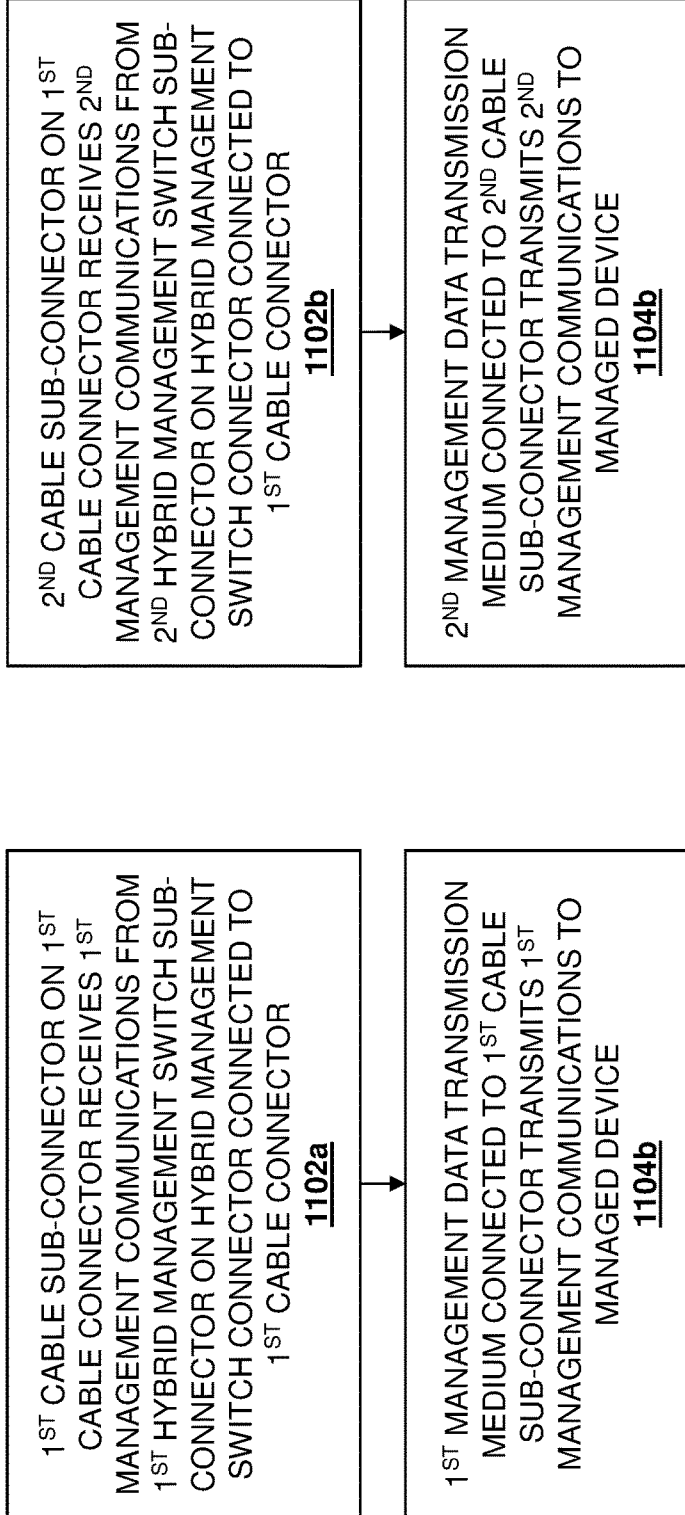 1ST CABLE SUB-CONNECTOR ON 1ST
CABLE CONNECTOR RECEIVES 1ST
MANAGEMENT COMMUNICATIONS FROM
1ST HYBRID MANAGEMENT SWITCH SUB-
CONNECTOR ON HYBRID MANAGEMENT
SWITCH CONNECTOR CONNECTED TO
1ST CABLE CONNECTOR
1102a
1ST MANAGEMENT DATA TRANSMISSION
MEDIUM CONNECTED TO 1ST CABLE
SUB-CONNECTOR TRANSMITS 1ST
MANAGEMENT COMMUNICATIONS TO
MANAGED DEVICE
1104b
2ND CABLE SUB-CONNECTOR ON 1ST
CABLE CONNECTOR RECEIVES 2ND
MANAGEMENT COMMUNICATIONS FROM
2ND HYBRID MANAGEMENT SWITCH SUB-
CONNECTOR ON HYBRID MANAGEMENT
SWITCH CONNECTOR CONNECTED TO
1ST CABLE CONNECTOR
1102b
2ND MANAGEMENT DATA TRANSMISSION
MEDIUM CONNECTED TO 2ND CABLE
SUB-CONNECTOR TRANSMITS 2ND
MANAGEMENT COMMUNICATIONS TO
MANAGED DEVICE
1104b